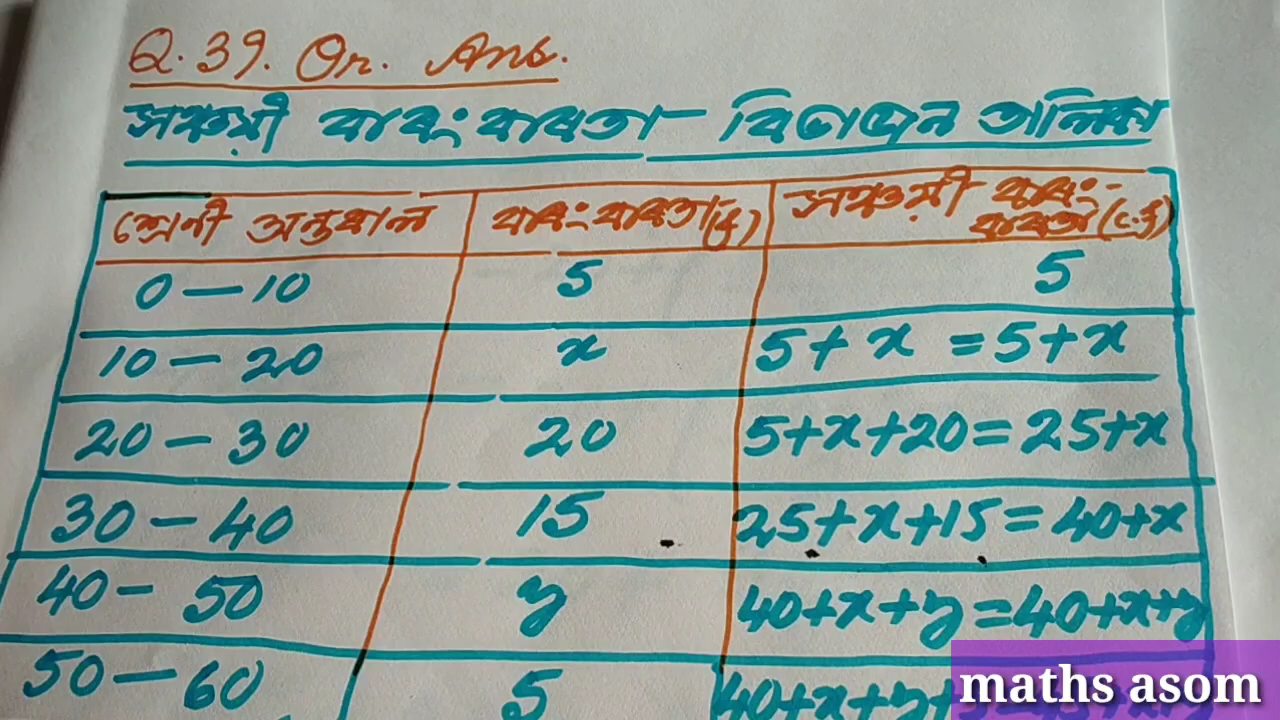 Q.39. Or. Ans.
সঞ্চয়ী বাৰংবাৰতা- বিভাজন তালিকা
শ্ৰেণী অন্তৰাল বাৰংবাৰতা(f) সঞ্চয়ী বাৰং-
বাৰতা(c.f)
0-10 5 5
10-20 x 5+x =5+x
20-30 20 5+x+20=25+x
30-40 15 25+x+15=40+x
40-50 y 40+x+y=40+x+y
50-60 5 40+x+y+
maths asom